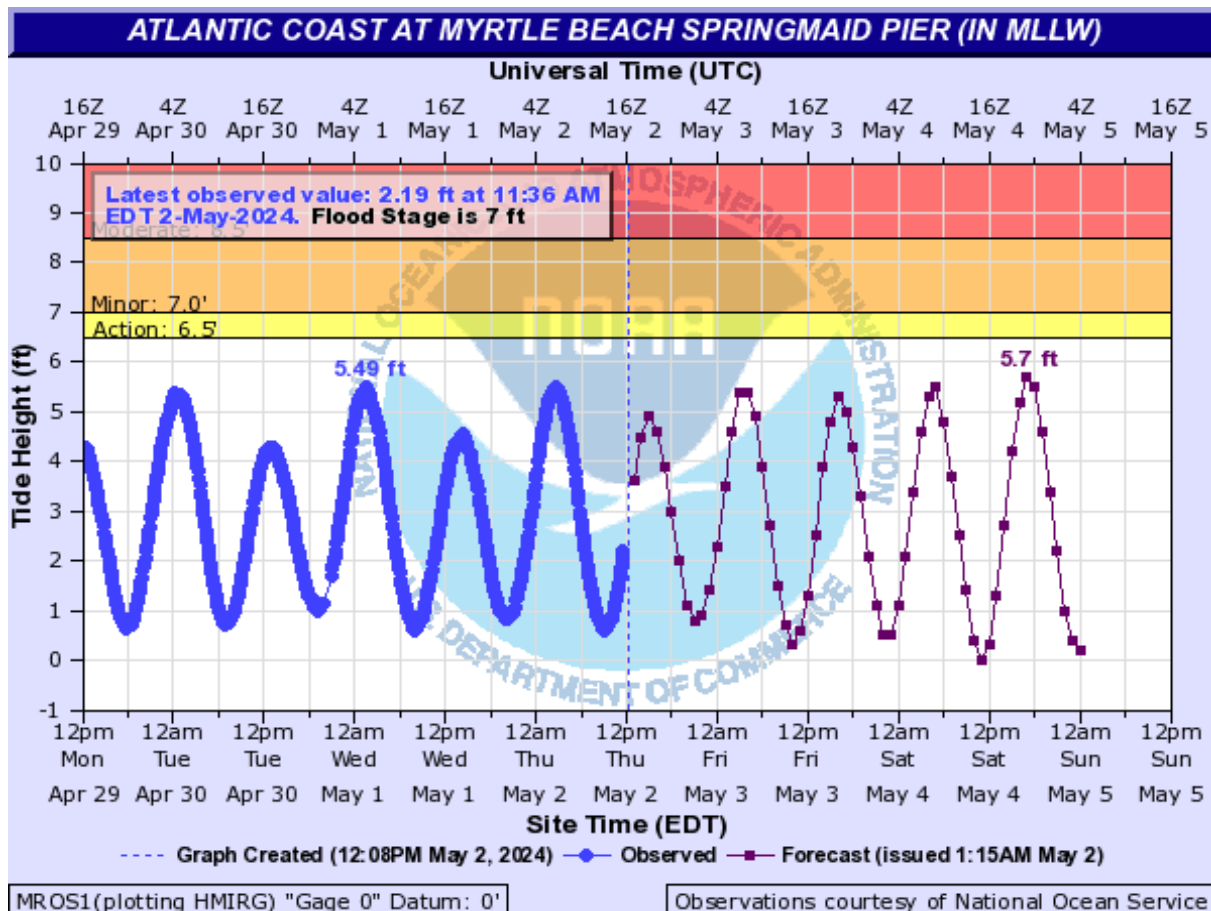 ATLANTIC COAST AT MYRTLE BEACH SPRINGMAID PIER (IN MLLW)
Universal Time (UTC)
16Z 4Z 16Z 4Z 16Z 4Z 16Z 4Z 16Z 4Z 16Z 4Z 16Z
Apr 29 Apr 30 Apr 30 May 1 May 1 May 2 May 2 May 3 May 3 May 4 May 4 May 5 May 5
10
9
8
7
6
5
4
3
2
1
0
-1
Tide Height (ft)
Latest observed value: 2.19 ft at 11:36 AM
EDT 2-May-2024. Flood Stage is 7 ft
Moderate: 8.5'
Minor: 7.0'
Action: 6.5'
5.49 ft
5.7 ft
NATIONAL OCEANIC AND ATMOSPHERIC ADMINISTRATION
NOAA
U.S. DEPARTMENT OF COMMERCE
12pm 12am 12pm 12am 12pm 12am 12pm 12am 12pm 12am 12pm 12am 12pm
Mon Tue Tue Wed Wed Thu Thu Fri Fri Sat Sat Sun Sun
Apr 29 Apr 30 Apr 30 May 1 May 1 May 2 May 2 May 3 May 3 May 4 May 4 May 5 May 5
Site Time (EDT)
Graph Created (12:08PM May 2, 2024) Observed Forecast (issued 1:15AM May 2)
MROS1(plotting HMIRG) "Gage 0" Datum: 0'
Observations courtesy of National Ocean Service